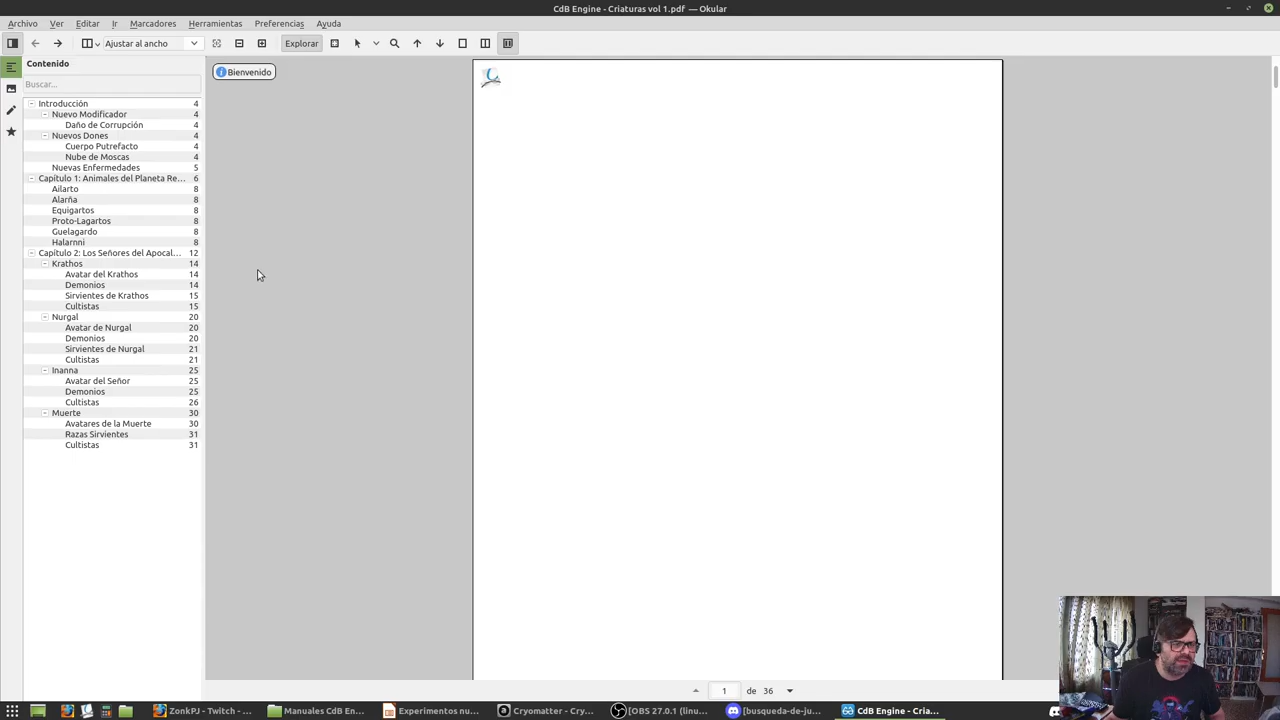 CdB Engine - Criaturas vol 1.pdf — Okular
Archivo Ver Editar Ir Marcadores Herramientas Preferencias Ayuda
Ajustar al ancho Explorar
Contenido
Bienvenido
Buscar...
Introducción 4
Nuevo Modificador 4
Daño de Corrupción 4
Nuevos Dones 4
Cuerpo Putrefacto 4
Nube de Moscas 4
Nuevas Enfermedades 5
Capítulo 1: Animales del Planeta Re... 6
Ailarto 8
Alarña 8
Equigartos 8
Proto-Lagartos 8
Guelagardo 8
Halarnni 8
Capítulo 2: Los Señores del Apocal... 12
Krathos 14
Avatar del Krathos 14
Demonios 14
Sirvientes de Krathos 15
Cultistas 15
Nurgal 20
Avatar de Nurgal 20
Demonios 20
Sirvientes de Nurgal 21
Cultistas 21
Inanna 25
Avatar del Señor 25
Demonios 25
Cultistas 26
Muerte 30
Avatares de la Muerte 30
Razas Sirvientes 31
Cultistas 31
1 de 36
ZonkPJ - Twitch - ... Manuales CdB En... Experimentos nu... Cryomatter - Cry... [OBS 27.0.1 (linu... [busqueda-de-ju... CdB Engine - Cria...